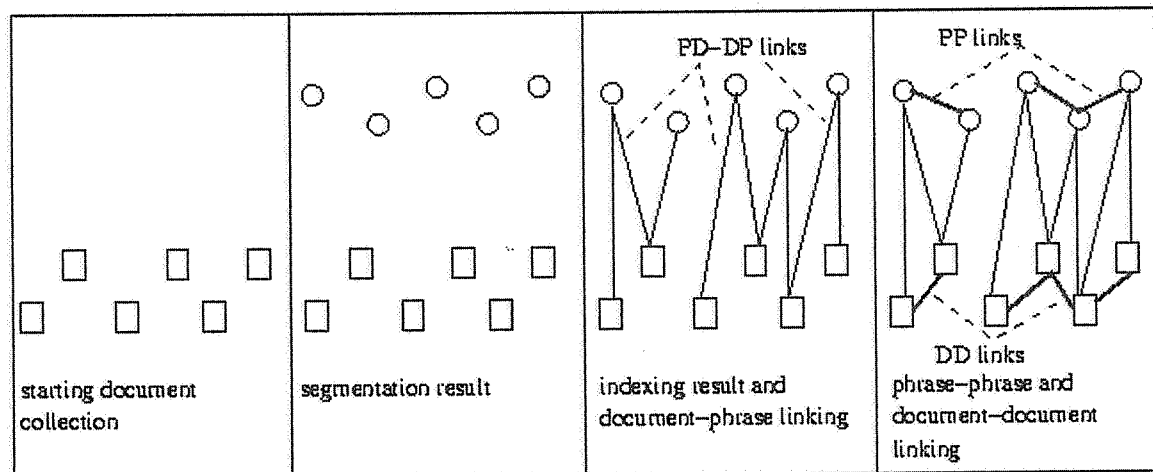 PD–DP links
PP links
DD links
starting document
collection
segmentation result
indexing result and
document–phrase linking
phrase–phrase and
document–document
linking